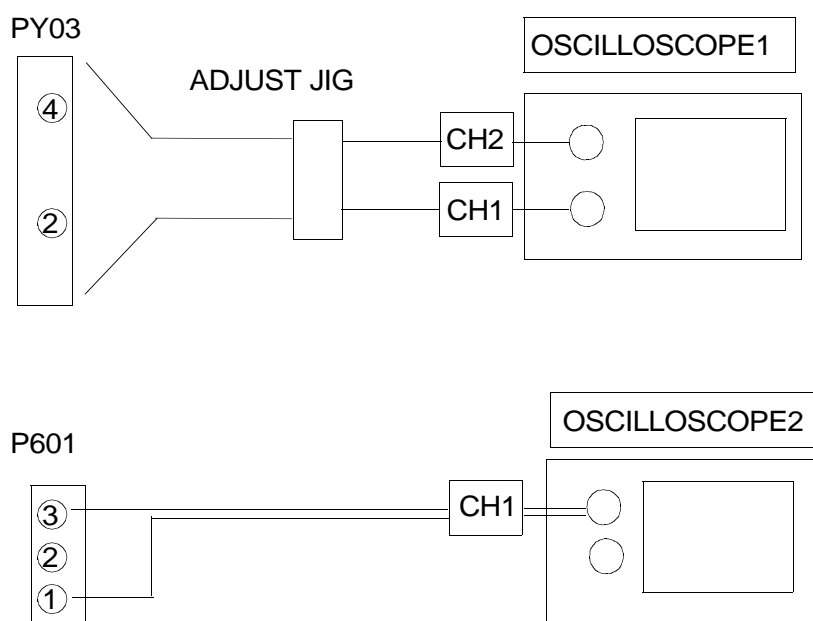 PY03
OSCILLOSCOPE1
ADJUST JIG
4
CH2
2
CH1
OSCILLOSCOPE2
P601
3
CH1
2
1